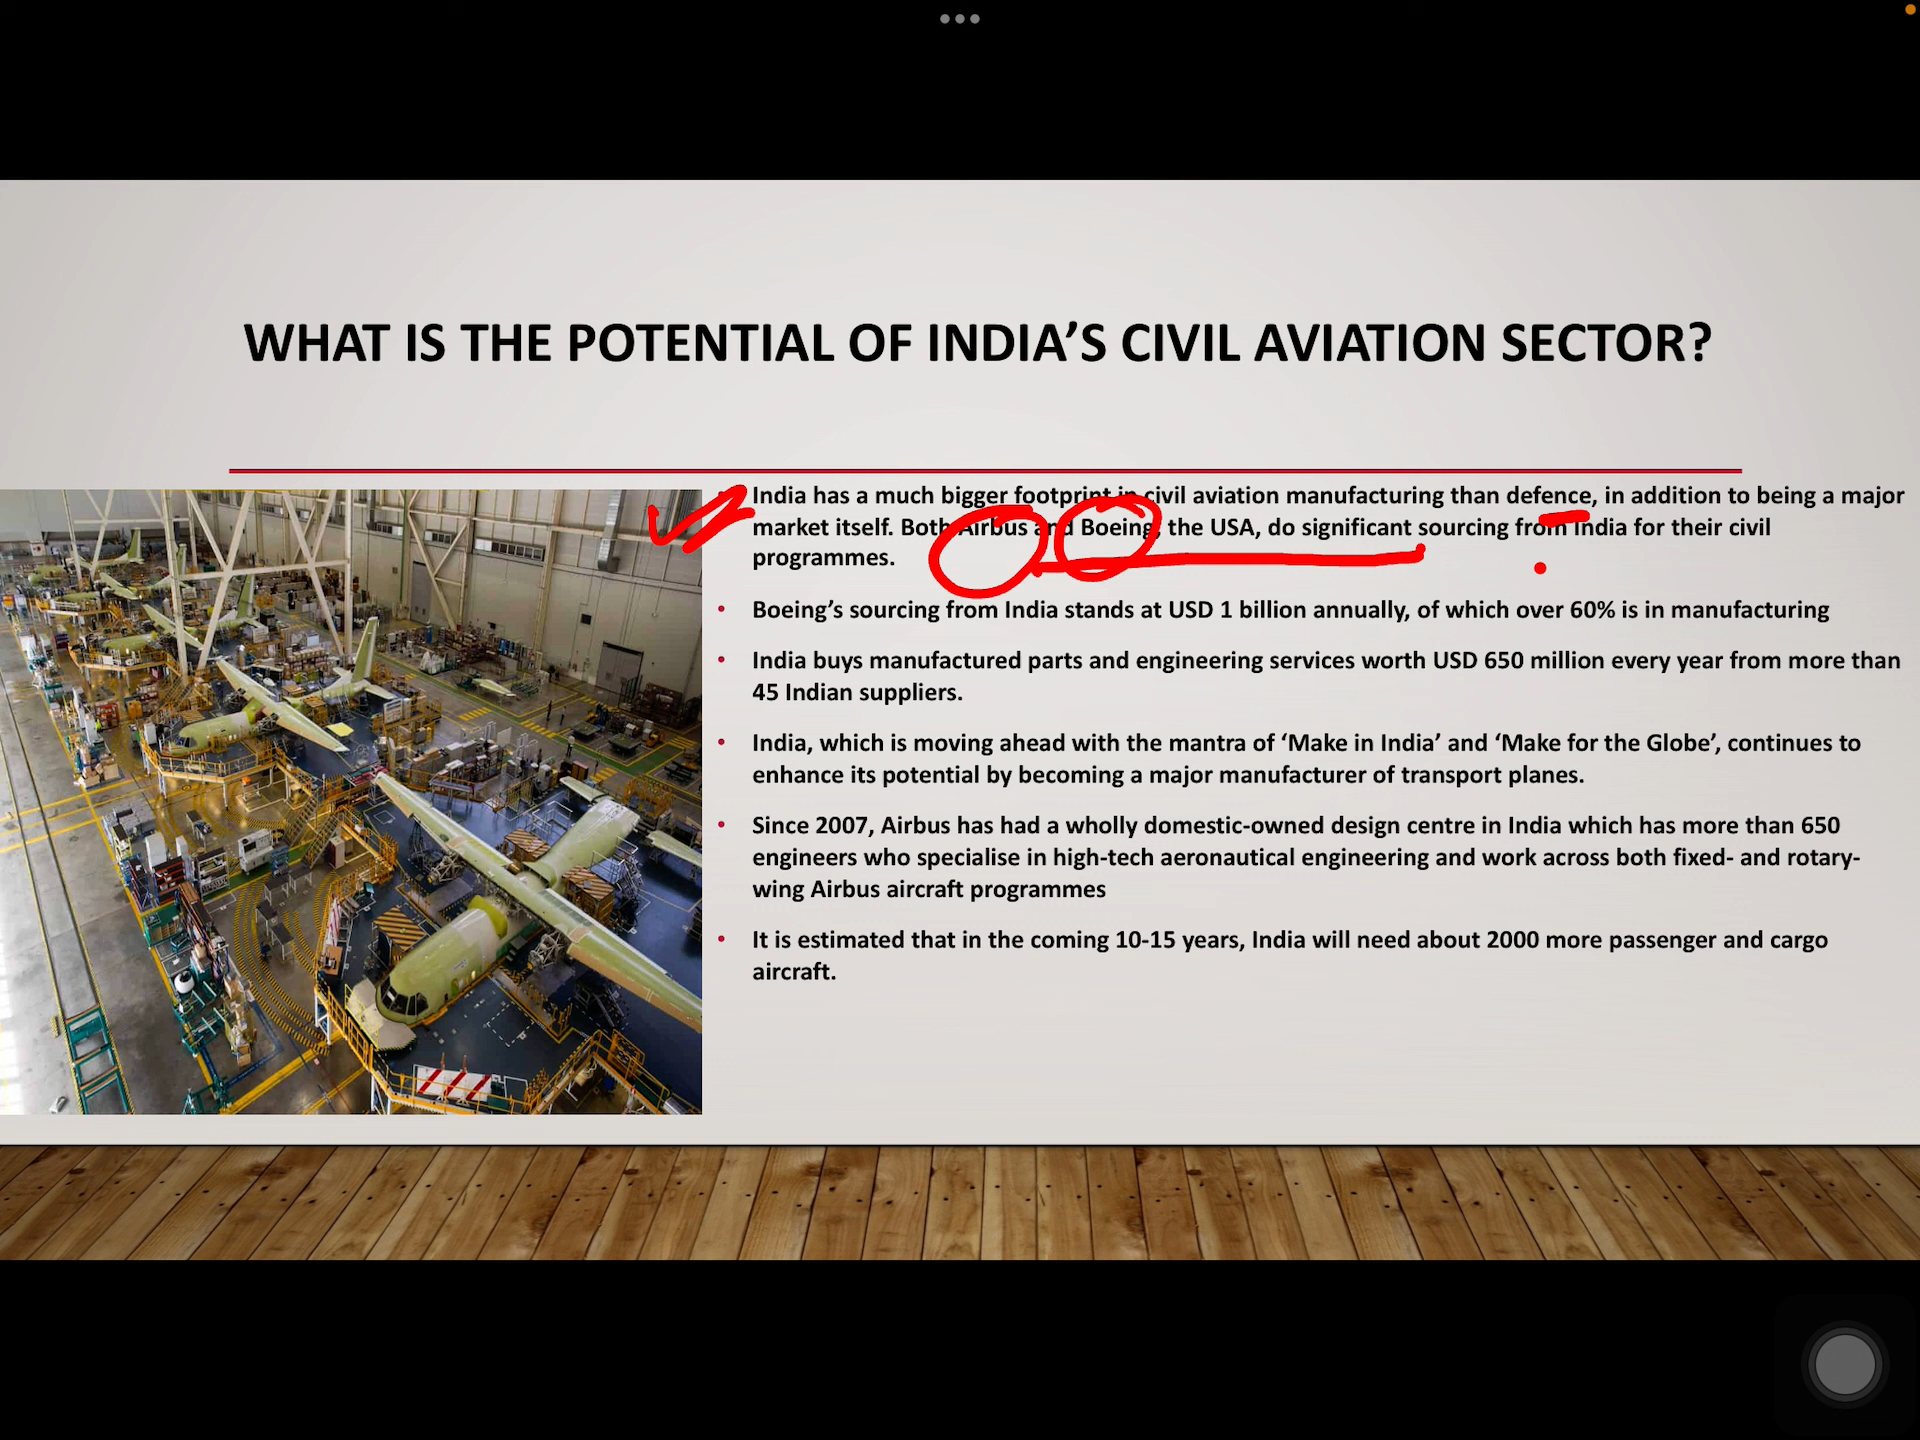 WHAT IS THE POTENTIAL OF INDIA’S CIVIL AVIATION SECTOR?
• India has a much bigger footprint in civil aviation manufacturing than defence, in addition to being a major
market itself. Both Airbus and Boeing, the USA, do significant sourcing from India for their civil
programmes.
• Boeing’s sourcing from India stands at USD 1 billion annually, of which over 60% is in manufacturing
• India buys manufactured parts and engineering services worth USD 650 million every year from more than
45 Indian suppliers.
• India, which is moving ahead with the mantra of ‘Make in India’ and ‘Make for the Globe’, continues to
enhance its potential by becoming a major manufacturer of transport planes.
• Since 2007, Airbus has had a wholly domestic-owned design centre in India which has more than 650
engineers who specialise in high-tech aeronautical engineering and work across both fixed- and rotary-
wing Airbus aircraft programmes
• It is estimated that in the coming 10-15 years, India will need about 2000 more passenger and cargo
aircraft.